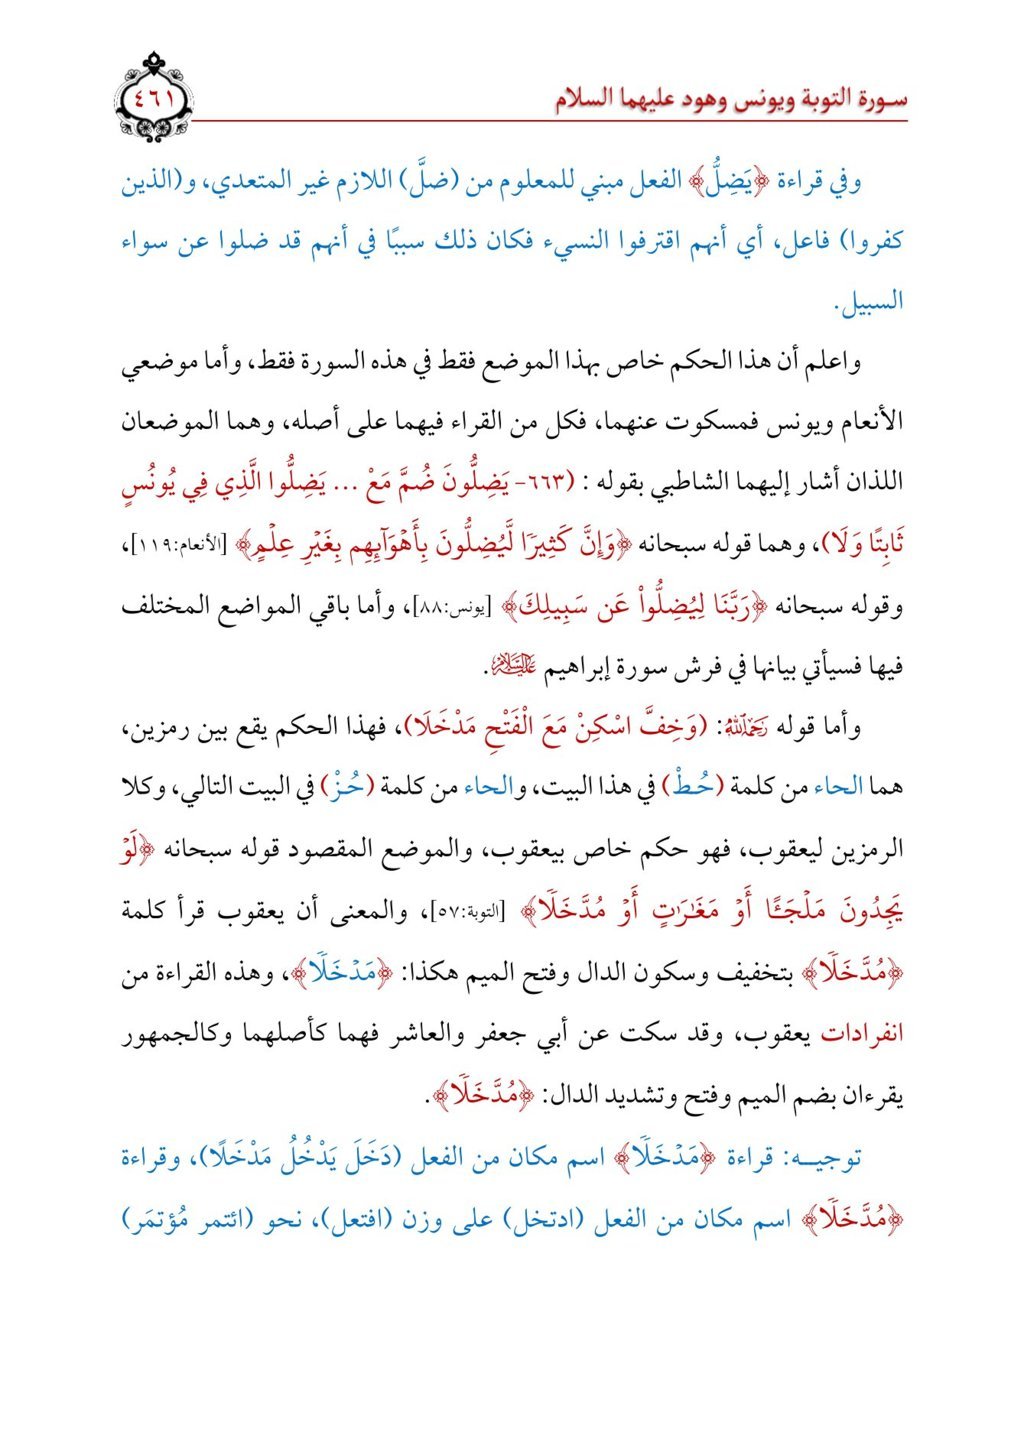 سورة التوبة ويونس وهود عليهما السلام
٤٦١
وفي قراءة ﴿يَضِلُّ﴾ الفعل مبني للمعلوم من (ضلَّ) اللازم غير المتعدي، و(الذين
كفروا) فاعل، أي أنهم اقترفوا النسيء فكان ذلك سببًا في أنهم قد ضلوا عن سواء
السبيل.
واعلم أن هذا الحكم خاص بهذا الموضع فقط في هذه السورة فقط، وأما موضعي
الأنعام ويونس فمسكوت عنهما، فكل من القراء فيهما على أصله، وهما الموضعان
اللذان أشار إليهما الشاطبي بقوله : (٦٦٣- يَضِلُّونَ ضُمَّ مَعْ ... يَضِلُّوا الَّذِي فِي يُونُسٍ
ثَابِتًا وَلَا)، وهما قوله سبحانه ﴿وَإِنَّ كَثِيرٗا لَّيُضِلُّونَ بِأَهۡوَآئِهِم بِغَيۡرِ عِلۡمٍ﴾ [الأنعام:١١٩]،
وقوله سبحانه ﴿رَبَّنَا لِيُضِلُّواْ عَن سَبِيلِكَ﴾ [يونس:٨٨]، وأما باقي المواضع المختلف
فيها فسيأتي بيانها في فرش سورة إبراهيم عليه السلام.
وأما قوله رحمه الله: (وَخِفَّ اسْكِنْ مَعَ الْفَتْحِ مَدْخَلَا)، فهذا الحكم يقع بين رمزين،
هما الحاء من كلمة (حُطْ) في هذا البيت، والحاء من كلمة (حُزْ) في البيت التالي، وكلا
الرمزين ليعقوب، فهو حكم خاص بيعقوب، والموضع المقصود قوله سبحانه ﴿لَوۡ
يَجِدُونَ مَلۡجَـًٔا أَوۡ مَغَٰرَٰتٍ أَوۡ مُدَّخَلٗا﴾ [التوبة:٥٧]، والمعنى أن يعقوب قرأ كلمة
﴿مُدَّخَلٗا﴾ بتخفيف وسكون الدال وفتح الميم هكذا: ﴿مَدۡخَلٗا﴾، وهذه القراءة من
انفرادات يعقوب، وقد سكت عن أبي جعفر والعاشر فهما كأصلهما وكالجمهور
يقرءان بضم الميم وفتح وتشديد الدال: ﴿مُدَّخَلٗا﴾.
توجيـــه: قراءة ﴿مَدۡخَلٗا﴾ اسم مكان من الفعل (دَخَلَ يَدْخُلُ مَدْخَلًا)، وقراءة
﴿مُدَّخَلٗا﴾ اسم مكان من الفعل (ادتخل) على وزن (افتعل)، نحو (ائتمر مُؤتمَر)